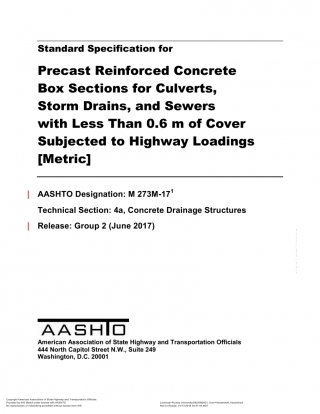 Standard Specification for
Precast Reinforced Concrete
Box Sections for Culverts,
Storm Drains, and Sewers
with Less Than 0.6 m of Cover
Subjected to Highway Loadings
[Metric]
AASHTO Designation: M 273M-17¹
Technical Section: 4a, Concrete Drainage Structures
Release: Group 2 (June 2017)
AASHTO
American Association of State Highway and Transportation Officials
444 North Capitol Street N.W., Suite 249
Washington, D.C. 20001